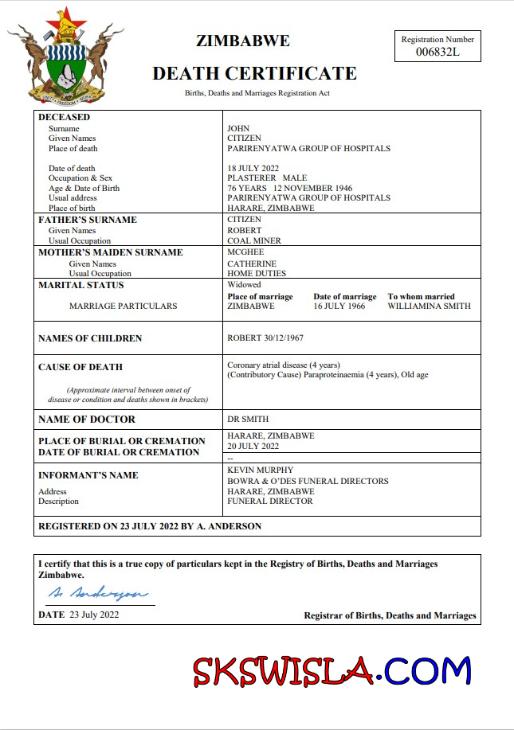 ZIMBABWE
DEATH CERTIFICATE
Births, Deaths and Marriages Registration Act
Registration Number
006832L
DECEASED
Surname JOHN
Given Names CITIZEN
Place of death PARIRENYATWA GROUP OF HOSPITALS
Date of death 18 JULY 2022
Occupation & Sex PLASTERER MALE
Age & Date of Birth 76 YEARS 12 NOVEMBER 1946
Usual address PARIRENYATWA GROUP OF HOSPITALS
Place of birth HARARE, ZIMBABWE
FATHER'S SURNAME CITIZEN
Given Names ROBERT
Usual Occupation COAL MINER
MOTHER'S MAIDEN SURNAME MCGHEE
Given Names CATHERINE
Usual Occupation HOME DUTIES
MARITAL STATUS Widowed
Place of marriage Date of marriage To whom married
MARRIAGE PARTICULARS ZIMBABWE 16 JULY 1966 WILLIAMINA SMITH
NAMES OF CHILDREN ROBERT 30/12/1967
CAUSE OF DEATH Coronary atrial disease (4 years)
(Contributory Cause) Paraproteinaemia (4 years), Old age
(Approximate interval between onset of
disease or condition and deaths shown in brackets)
NAME OF DOCTOR DR SMITH
PLACE OF BURIAL OR CREMATION HARARE, ZIMBABWE
DATE OF BURIAL OR CREMATION 20 JULY 2022
--
INFORMANT'S NAME KEVIN MURPHY
BOWRA & O'DES FUNERAL DIRECTORS
Address HARARE, ZIMBABWE
Description FUNERAL DIRECTOR
REGISTERED ON 23 JULY 2022 BY A. ANDERSON
I certify that this is a true copy of particulars kept in the Registry of Births, Deaths and Marriages
Zimbabwe.
A. Anderson
DATE 23 July 2022 Registrar of Births, Deaths and Marriages
SKSWISLA.COM